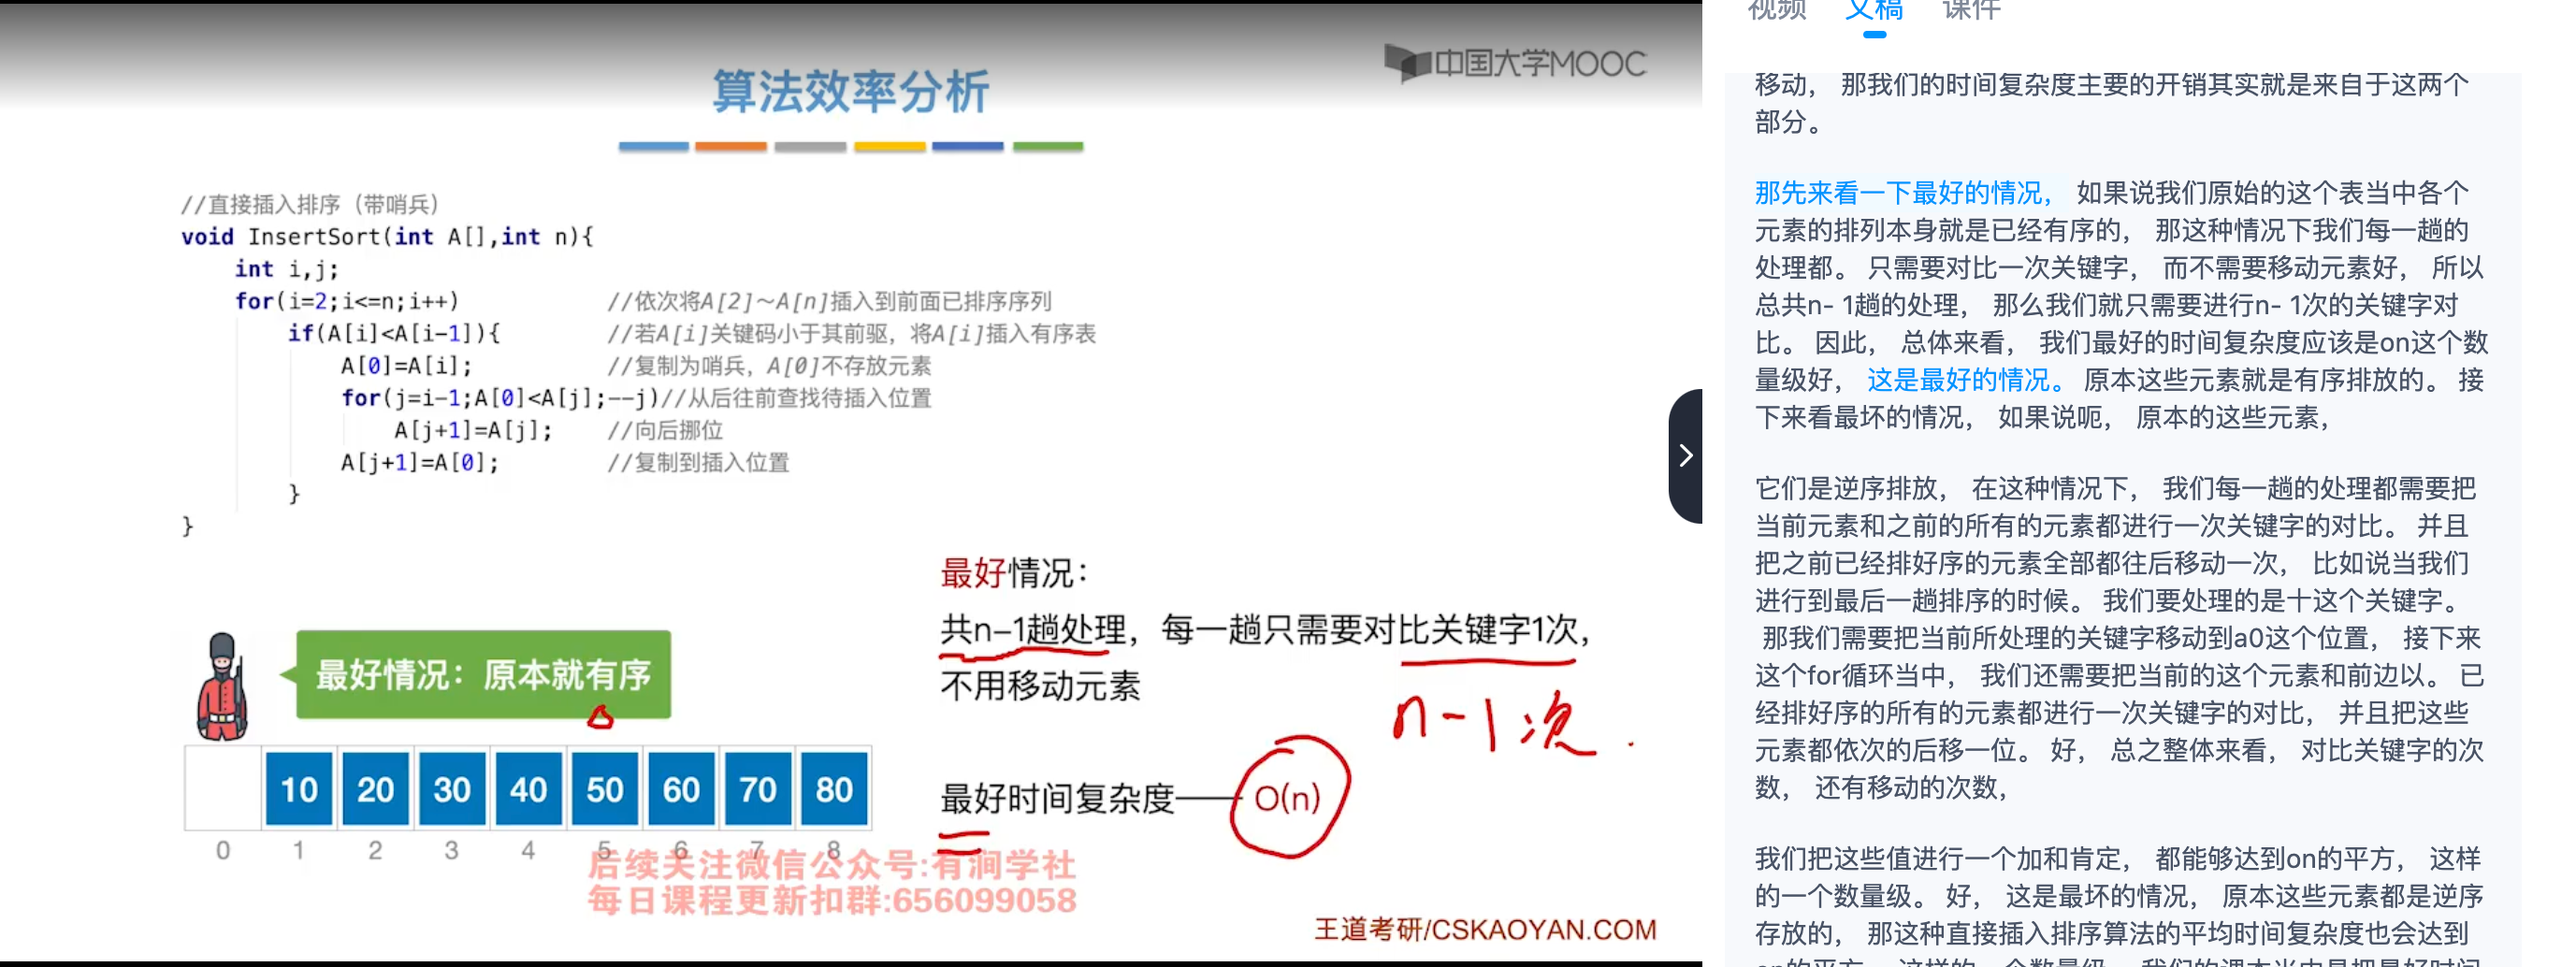 中国大学MOOC
算法效率分析
//直接插入排序（带哨兵）
void InsertSort(int A[],int n){
    int i,j;
    for(i=2;i<=n;i++)           //依次将A[2]～A[n]插入到前面已排序序列
        if(A[i]<A[i-1]){        //若A[i]关键码小于其前驱，将A[i]插入有序表
            A[0]=A[i];          //复制为哨兵，A[0]不存放元素
            for(j=i-1;A[0]<A[j];--j)//从后往前查找待插入位置
                A[j+1]=A[j];    //向后挪位
            A[j+1]=A[0];        //复制到插入位置
        }
}
最好情况：原本就有序
10 20 30 40 50 60 70 80
0 1 2 3 4 5 6 7 8
最好情况：
共n-1趟处理，每一趟只需要对比关键字1次，
不用移动元素
n-1次.
最好时间复杂度——O(n)
后续关注微信公众号:有涧学社
每日课程更新扣群:656099058
王道考研/CSKAOYAN.COM
视频 文稿 课件
移动， 那我们的时间复杂度主要的开销其实就是来自于这两个
部分。
那先来看一下最好的情况， 如果说我们原始的这个表当中各个
元素的排列本身就是已经有序的， 那这种情况下我们每一趟的
处理都。 只需要对比一次关键字， 而不需要移动元素好， 所以
总共n- 1趟的处理， 那么我们就只需要进行n- 1次的关键字对
比。 因此， 总体来看， 我们最好的时间复杂度应该是on这个数
量级好， 这是最好的情况。 原本这些元素就是有序排放的。 接
下来看最坏的情况， 如果说呃， 原本的这些元素，
它们是逆序排放， 在这种情况下， 我们每一趟的处理都需要把
当前元素和之前的所有的元素都进行一次关键字的对比。 并且
把之前已经排好序的元素全部都往后移动一次， 比如说当我们
进行到最后一趟排序的时候。 我们要处理的是十这个关键字。
那我们需要把当前所处理的关键字移动到a0这个位置， 接下来
这个for循环当中， 我们还需要把当前的这个元素和前边以。 已
经排好序的所有的元素都进行一次关键字的对比， 并且把这些
元素都依次的后移一位。 好， 总之整体来看， 对比关键字的次
数， 还有移动的次数，
我们把这些值进行一个加和肯定， 都能够达到on的平方， 这样
的一个数量级。 好， 这是最坏的情况， 原本这些元素都是逆序
存放的， 那这种直接插入排序算法的平均时间复杂度也会达到